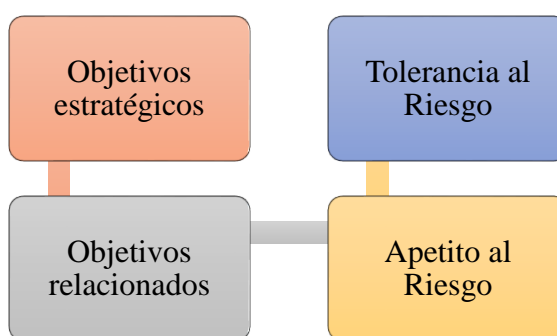 Objetivos
estratégicos
Objetivos
relacionados
Apetito al
Riesgo
Tolerancia al
Riesgo